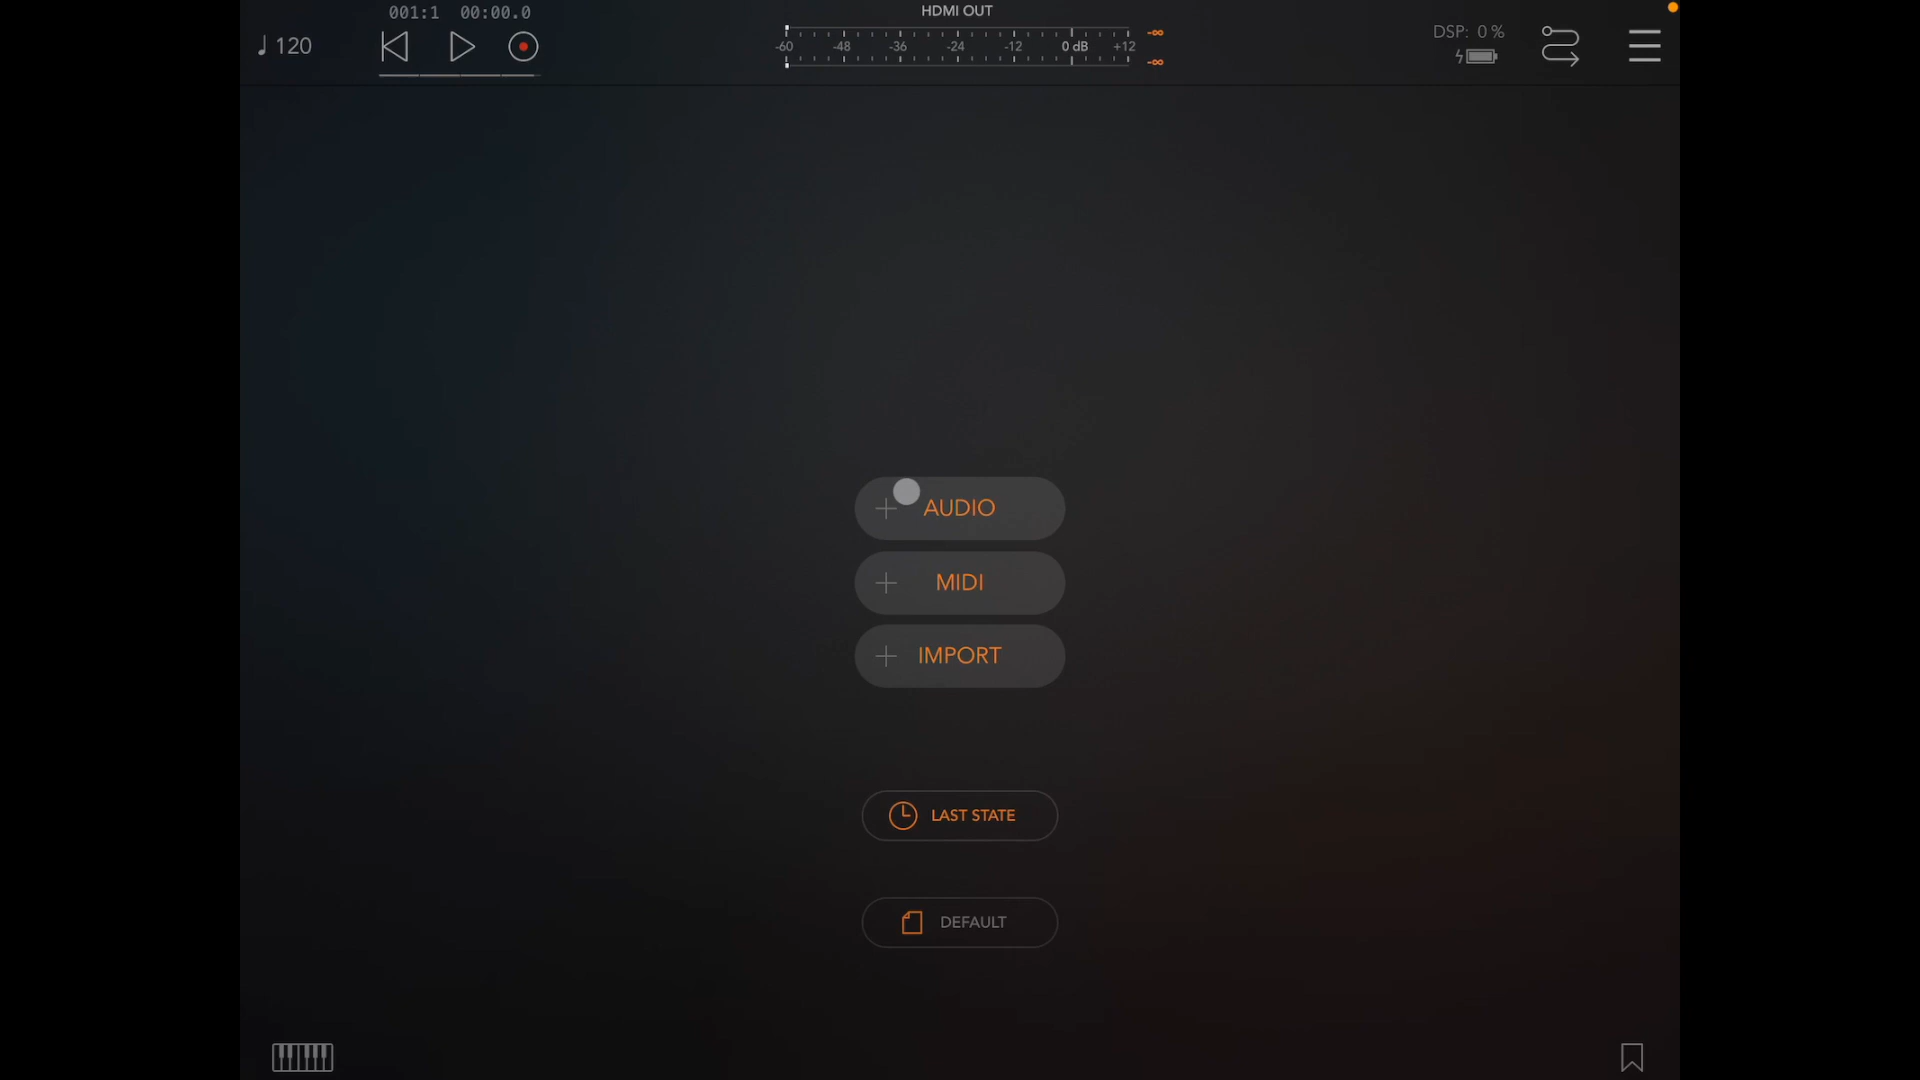 001:1 00:00.0
HDMI OUT
♩ 120
-60 -48 -36 -24 -12 0 dB +12
-∞
-∞
DSP: 0 %
+ AUDIO
+ MIDI
+ IMPORT
LAST STATE
DEFAULT